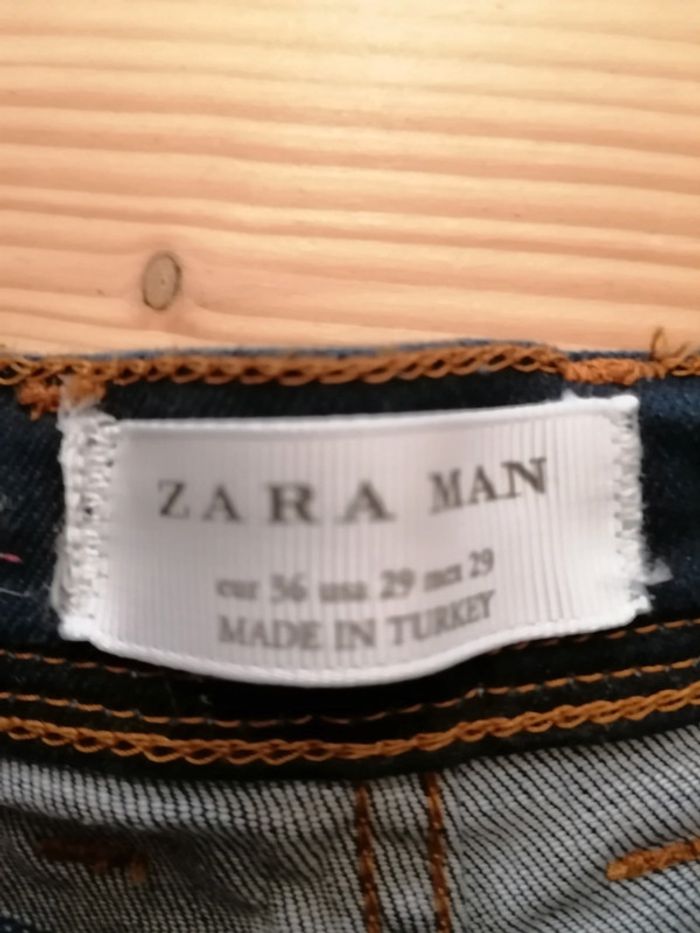 ZARA MAN
eur 36 usa 29 mex 29
MADE IN TURKEY